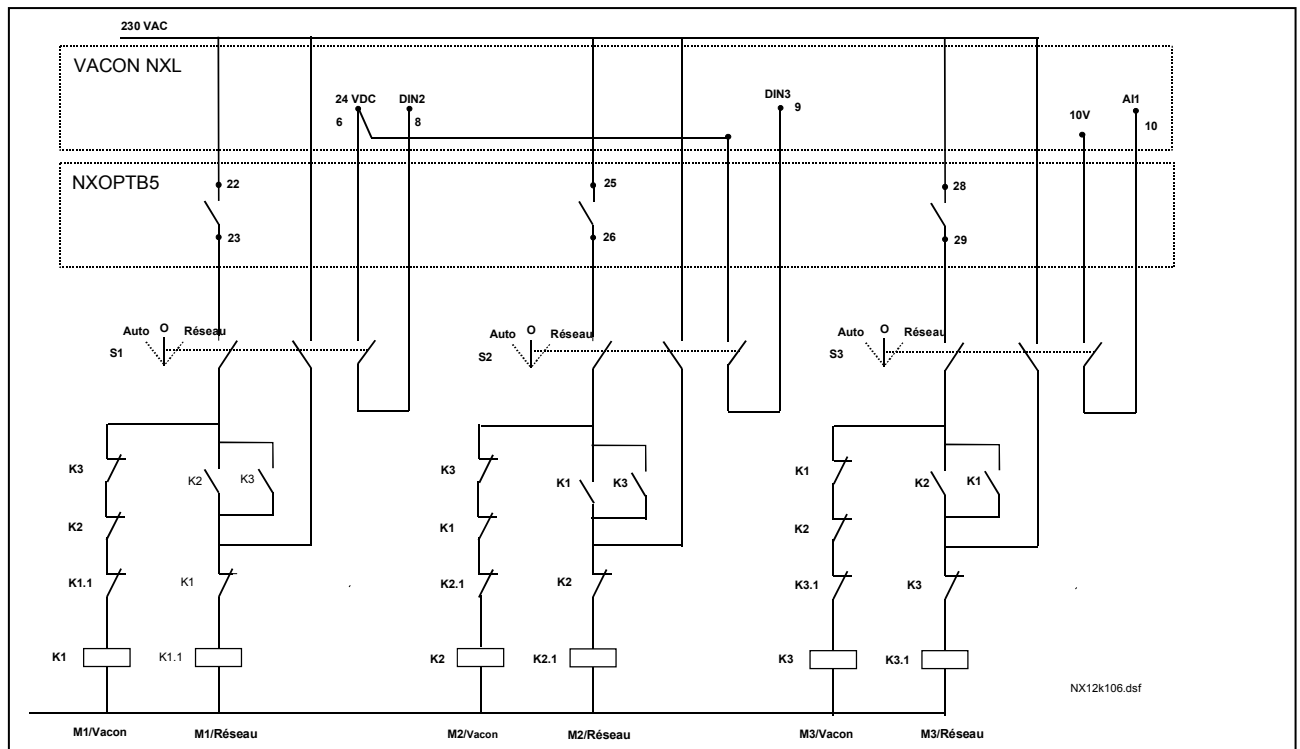 230 VAC
VACON NXL
24 VDC DIN2 DIN3 AI1
6 8 9 10V 10
NXOPTB5
22 25 28
23 26 29
Auto O Réseau Auto O Réseau Auto O Réseau
S1 S2 S3
K3 K2 K3 K3 K1 K3 K1 K2 K1
K2 K1 K2
K1.1 K1 K2.1 K2 K3.1 K3
K1 K1.1 K2 K2.1 K3 K3.1
NX12k106.dsf
M1/Vacon M1/Réseau M2/Vacon M2/Réseau M3/Vacon M3/Réseau